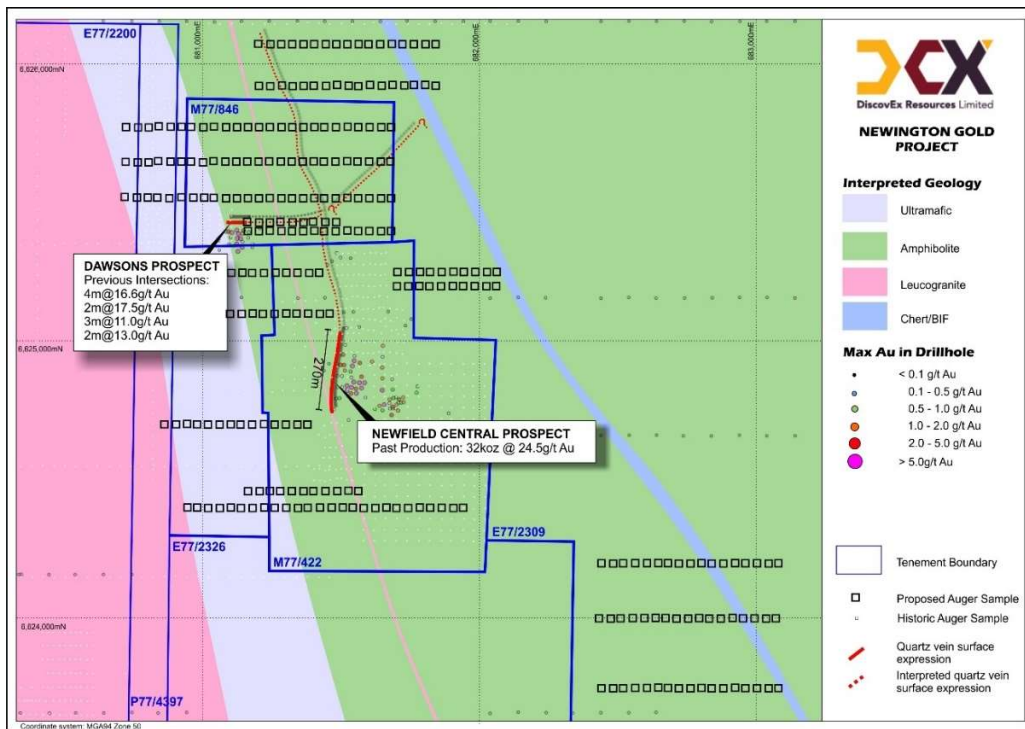 E77/2200
681,000mE
682,000mE
683,000mE
6,626,000mN
M77/846
DAWSONS PROSPECT
Previous Intersections:
4m@16.6g/t Au
2m@17.5g/t Au
3m@11.0g/t Au
2m@13.0g/t Au
?
?
6,625,000mN
270m
NEWFIELD CENTRAL PROSPECT
Past Production: 32koz @ 24.5g/t Au
E77/2309
E77/2326
M77/422
6,624,000mN
P77/4397
Coordinate system: MGA94 Zone 50
DCX
DiscovEx Resources Limited
NEWINGTON GOLD
PROJECT
Interpreted Geology
Ultramafic
Amphibolite
Leucogranite
Chert/BIF
Max Au in Drillhole
< 0.1 g/t Au
0.1 - 0.5 g/t Au
0.5 - 1.0 g/t Au
1.0 - 2.0 g/t Au
2.0 - 5.0 g/t Au
> 5.0g/t Au
Tenement Boundary
Proposed Auger Sample
Historic Auger Sample
Quartz vein surface
expression
Interpreted quartz vein
surface expression